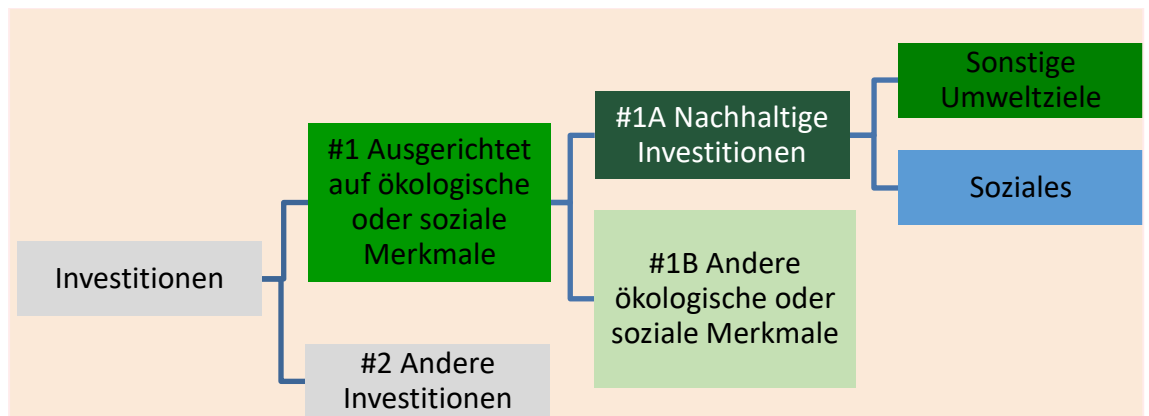 Investitionen
#1 Ausgerichtet
auf ökologische
oder soziale
Merkmale
#2 Andere
Investitionen
#1A Nachhaltige
Investitionen
#1B Andere
ökologische oder
soziale Merkmale
Sonstige
Umweltziele
Soziales